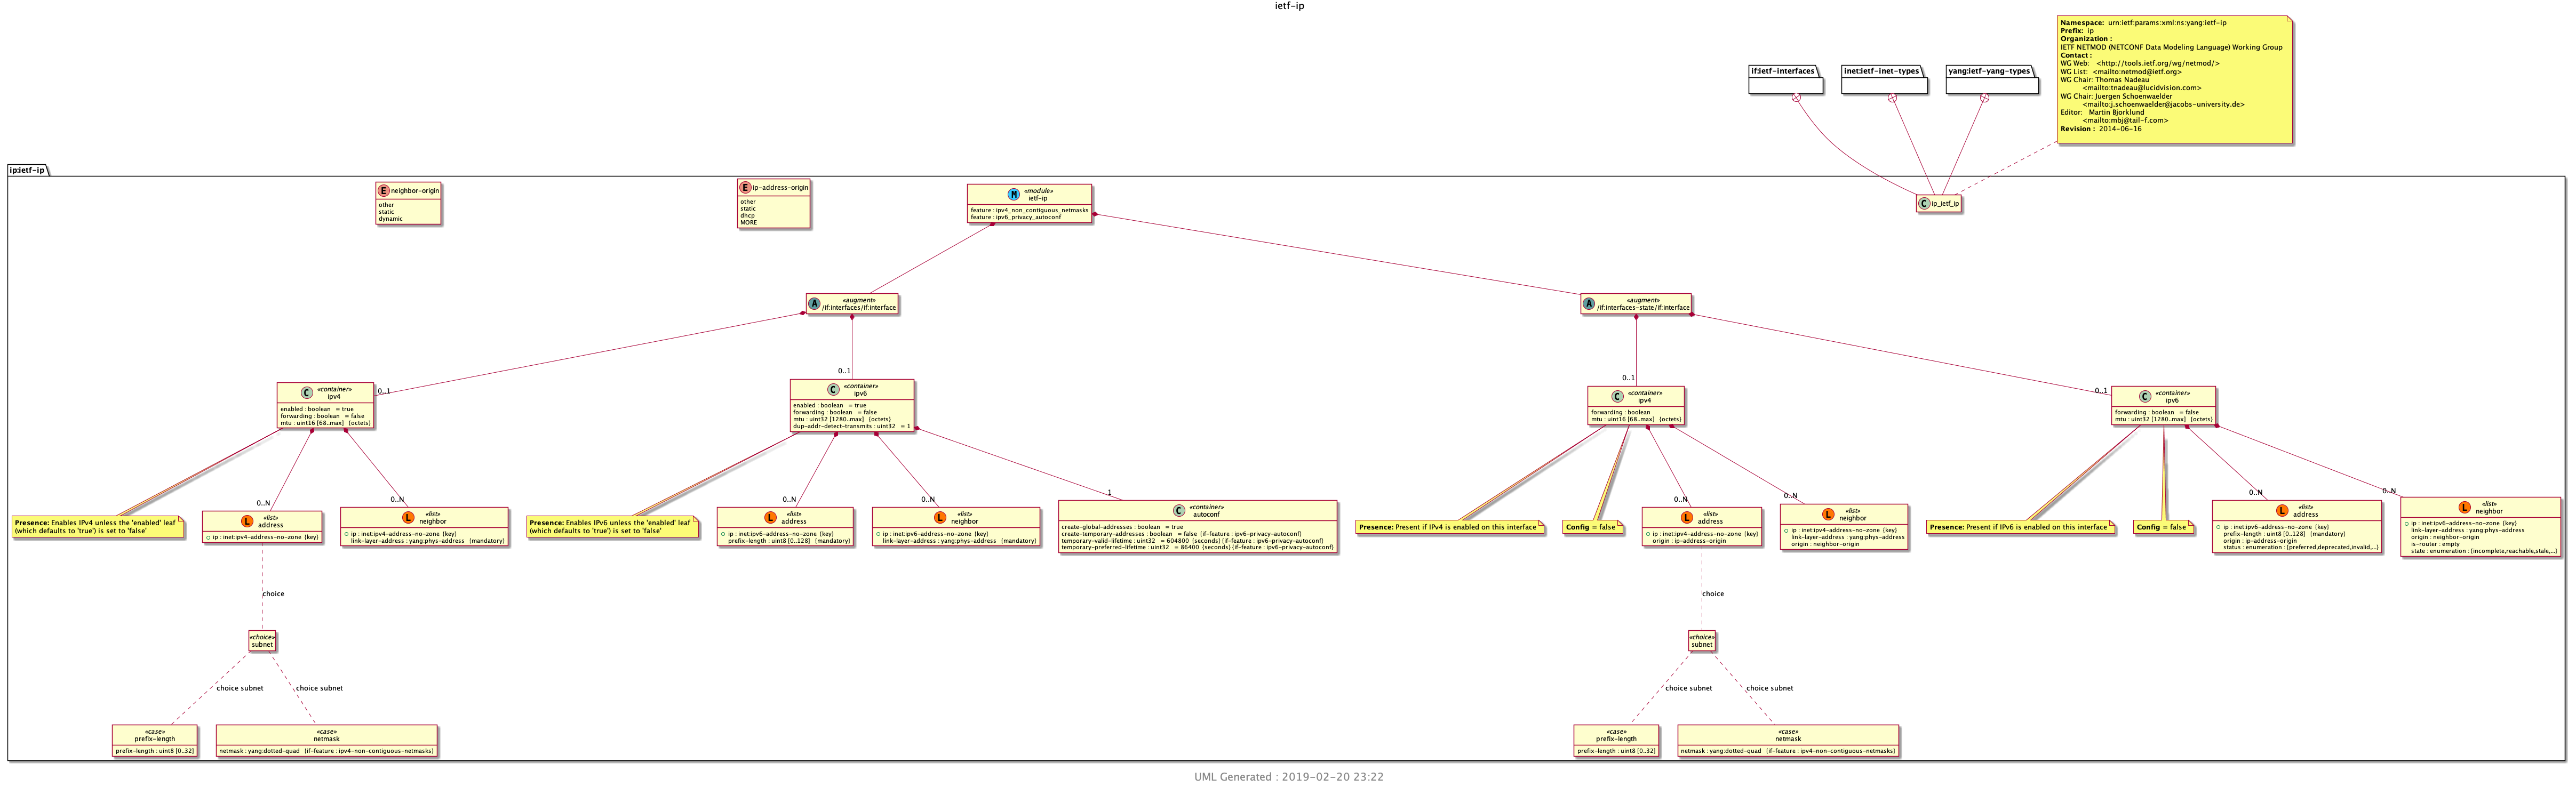 ietf-ip
Namespace: urn:ietf:params:xml:ns:yang:ietf-ip
Prefix: ip
Organization :
IETF NETMOD (NETCONF Data Modeling Language) Working Group
Contact :
WG Web: <http://tools.ietf.org/wg/netmod/>
WG List: <mailto:netmod@ietf.org>
WG Chair: Thomas Nadeau
<mailto:tnadeau@lucidvision.com>
WG Chair: Juergen Schoenwaelder
<mailto:j.schoenwaelder@jacobs-university.de>
Editor: Martin Bjorklund
<mailto:mbj@tail-f.com>
Revision : 2014-06-16
if:ietf-interfaces
inet:ietf-inet-types
yang:ietf-yang-types
ip:ietf-ip
E neighbor-origin
other
static
dynamic
E ip-address-origin
other
static
dhcp
MORE
M «module»
ietf-ip
feature : ipv4_non_contiguous_netmasks
feature : ipv6_privacy_autoconf
C ip_ietf_ip
A «augment»
/if:interfaces/if:interface
A «augment»
/if:interfaces-state/if:interface
0..1
C «container»
ipv4
enabled : boolean = true
forwarding : boolean = false
mtu : uint16 [68..max] (octets)
0..1
C «container»
ipv6
enabled : boolean = true
forwarding : boolean = false
mtu : uint32 [1280..max] (octets)
dup-addr-detect-transmits : uint32 = 1
0..1
C «container»
ipv4
forwarding : boolean
mtu : uint16 [68..max] (octets)
0..1
C «container»
ipv6
forwarding : boolean = false
mtu : uint32 [1280..max] (octets)
Presence: Enables IPv4 unless the 'enabled' leaf
(which defaults to 'true') is set to 'false'
0..N
L «list»
address
ip : inet:ipv4-address-no-zone {key}
0..N
L «list»
neighbor
ip : inet:ipv4-address-no-zone {key}
link-layer-address : yang:phys-address {mandatory}
Presence: Enables IPv6 unless the 'enabled' leaf
(which defaults to 'true') is set to 'false'
0..N
L «list»
address
ip : inet:ipv6-address-no-zone {key}
prefix-length : uint8 [0..128] {mandatory}
0..N
L «list»
neighbor
ip : inet:ipv6-address-no-zone {key}
link-layer-address : yang:phys-address {mandatory}
1
C «container»
autoconf
create-global-addresses : boolean = true
create-temporary-addresses : boolean = false {if-feature : ipv6-privacy-autoconf}
temporary-valid-lifetime : uint32 = 604800 (seconds) {if-feature : ipv6-privacy-autoconf}
temporary-preferred-lifetime : uint32 = 86400 (seconds) {if-feature : ipv6-privacy-autoconf}
Presence: Present if IPv4 is enabled on this interface
Config = false
0..N
L «list»
address
ip : inet:ipv4-address-no-zone {key}
origin : ip-address-origin
0..N
L «list»
neighbor
ip : inet:ipv4-address-no-zone {key}
link-layer-address : yang:phys-address
origin : neighbor-origin
Presence: Present if IPv6 is enabled on this interface
Config = false
0..N
L «list»
address
ip : inet:ipv6-address-no-zone {key}
prefix-length : uint8 [0..128] {mandatory}
origin : ip-address-origin
status : enumeration : {preferred,deprecated,invalid,...}
0..N
L «list»
neighbor
ip : inet:ipv6-address-no-zone {key}
link-layer-address : yang:phys-address
origin : neighbor-origin
is-router : empty
state : enumeration : {incomplete,reachable,stale,...}
choice
choice
«choice»
subnet
«choice»
subnet
choice subnet
choice subnet
choice subnet
choice subnet
«case»
prefix-length
prefix-length : uint8 [0..32]
«case»
netmask
netmask : yang:dotted-quad {if-feature : ipv4-non-contiguous-netmasks}
«case»
prefix-length
prefix-length : uint8 [0..32]
«case»
netmask
netmask : yang:dotted-quad {if-feature : ipv4-non-contiguous-netmasks}
UML Generated : 2019-02-20 23:22